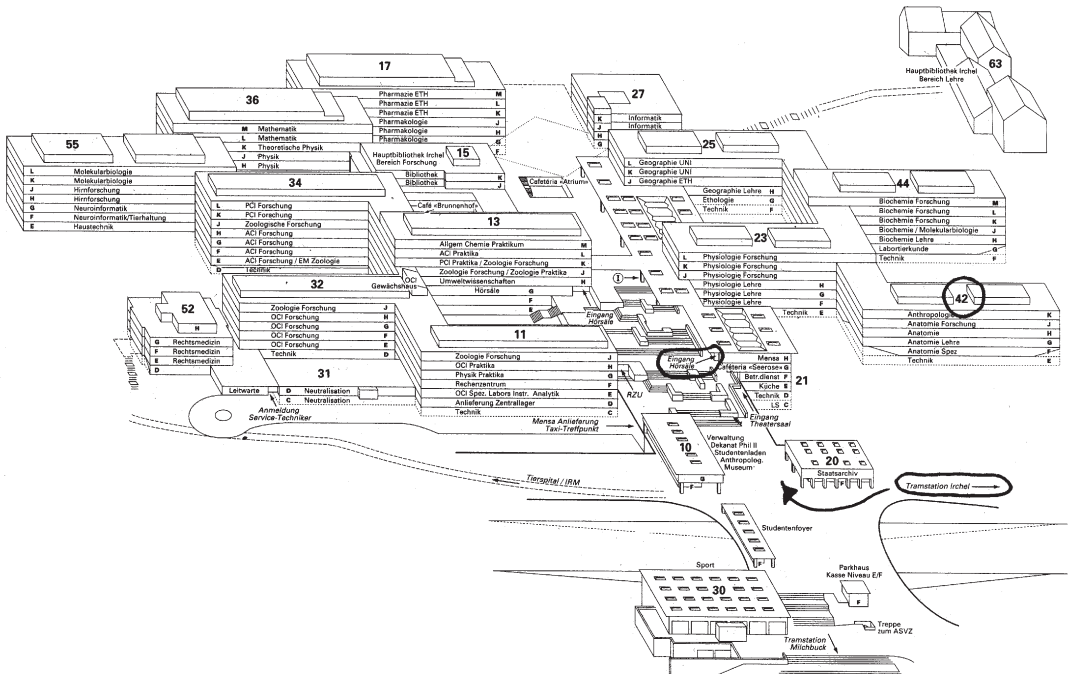 17
Pharmazie ETH M
Pharmazie ETH L
Pharmazie ETH K
Pharmakologie J
Pharmakologie H
Pharmakologie G
F
36
M Mathematik
L Mathematik
K Theoretische Physik
J Physik
H Physik
55
L Molekularbiologie
K Molekularbiologie
J Hirnforschung
H Hirnforschung
G Neuroinformatik
F Neuroinformatik/Tierhaltung
E Haustechnik
Hauptbibliothek Irchel
Bereich Forschung
15
Bibliothek K
Bibliothek J
Cafetéria «Atrium»
Café «Brunnenhof»
27
K Informatik
J Informatik
H
G
63
Hauptbibliothek Irchel
Bereich Lehre
25
L Geographie UNI
K Geographie UNI
J Geographie ETH
Geographie Lehre H
Ethologie G
Technik F
44
Biochemie Forschung M
Biochemie Forschung L
Biochemie Forschung K
Biochemie / Molekularbiologie J
Biochemie Lehre H
Labortierkunde G
Technik F
34
L PCI Forschung
K PCI Forschung
J Zoologische Forschung
H ACI Forschung
G ACI Forschung
F ACI Forschung
E ACI Forschung / EM Zoologie
D Technik
13
Allgem Chemie Praktikum M
ACI Praktika L
PCI Praktika / Zoologie Forschung K
Zoologie Forschung / Zoologie Praktika J
Umweltwissenschaften H
Hörsäle G
F
E
OCI
Gewächshaus
23
L Physiologie Forschung
K Physiologie Forschung
J Physiologie Forschung
Physiologie Lehre H
Physiologie Lehre G
Physiologie Lehre F
Technik E
42
Anthropologie K
Anatomie Forschung J
Anatomie H
Anatomie Lehre G
Anatomie Spez F
Technik E
I
Eingang
Hörsäle
32
Zoologie Forschung J
OCI Forschung H
OCI Forschung G
OCI Forschung F
OCI Forschung E
Technik D
52
H
G Rechtsmedizin
F Rechtsmedizin
E Rechtsmedizin
D
11
Zoologie Forschung J
OCI Praktika H
Physik Praktika G
Rechenzentrum F
OCI Spez. Labors Instr. Analytik E
Anlieferung Zentrallager D
Technik C
31
Leitwarte
D Neutralisation
C Neutralisation
Anmeldung
Service-Techniker
RZU
Mensa Anlieferung
Taxi-Treffpunkt
Eingang
Hörsäle
Mensa H
Cafétéria «Seerose» G
Betr.dienst F
Küche E
Technik D
LS C
21
Eingang
Theatersaal
10
G
F
Verwaltung
Dekanat Phil II
Studentenladen
Anthropolog.
Museum
20
Staatsarchiv
F
Tramstation Irchel
Tierspital / IRM
Studentenfoyer
F
Sport
30
Parkhaus
Kasse Niveau E/F
F
Treppe
zum ASVZ
Tramstation
Milchbuck